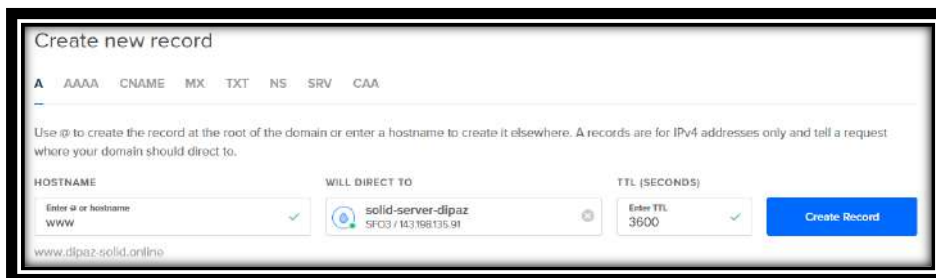 Create new record
A AAAA CNAME MX TXT NS SRV CAA
Use @ to create the record at the root of the domain or enter a hostname to create it elsewhere. A records are for IPv4 addresses only and tell a request
where your domain should direct to.
HOSTNAME WILL DIRECT TO TTL (SECONDS)
Enter @ or hostname
www
solid-server-dipaz
SFO3 / 143.198.135.91
Enter TTL
3600
Create Record
www.dipaz-solid.online